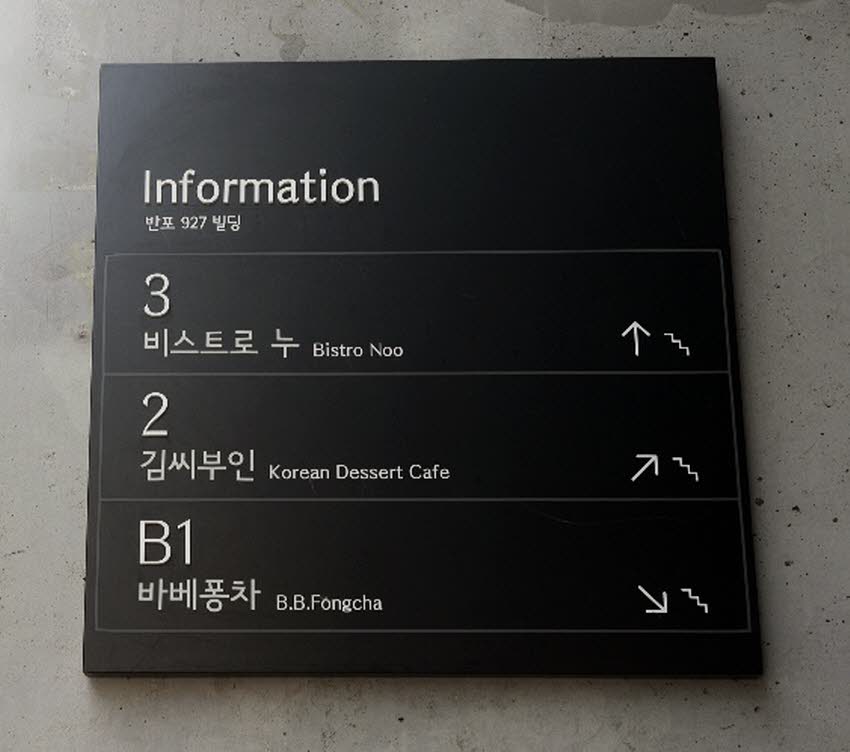 Information
반포 927 빌딩
3
비스트로 누 Bistro Noo
2
김씨부인 Korean Dessert Cafe
B1
바베퐁차 B.B.Fongcha